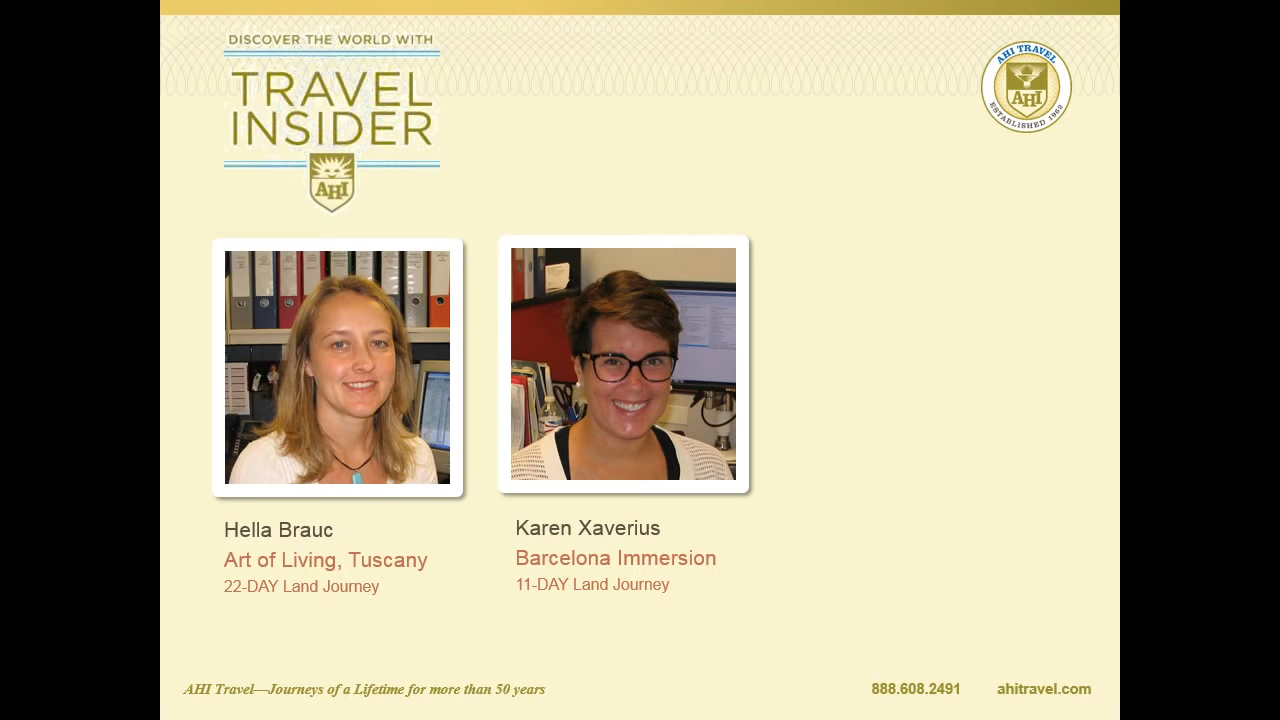 DISCOVER THE WORLD WITH
TRAVEL
INSIDER
AHI
AHI TRAVEL
AHI
ESTABLISHED 1962
Hella Brauc
Art of Living, Tuscany
22-DAY Land Journey
Karen Xaverius
Barcelona Immersion
11-DAY Land Journey
AHI Travel—Journeys of a Lifetime for more than 50 years
888.608.2491
ahitravel.com